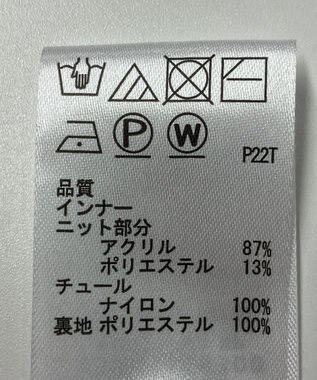 P W P22T
品質
インナー
ニット部分
アクリル 87%
ポリエステル 13%
チュール
ナイロン 100%
裏地 ポリエステル 100%